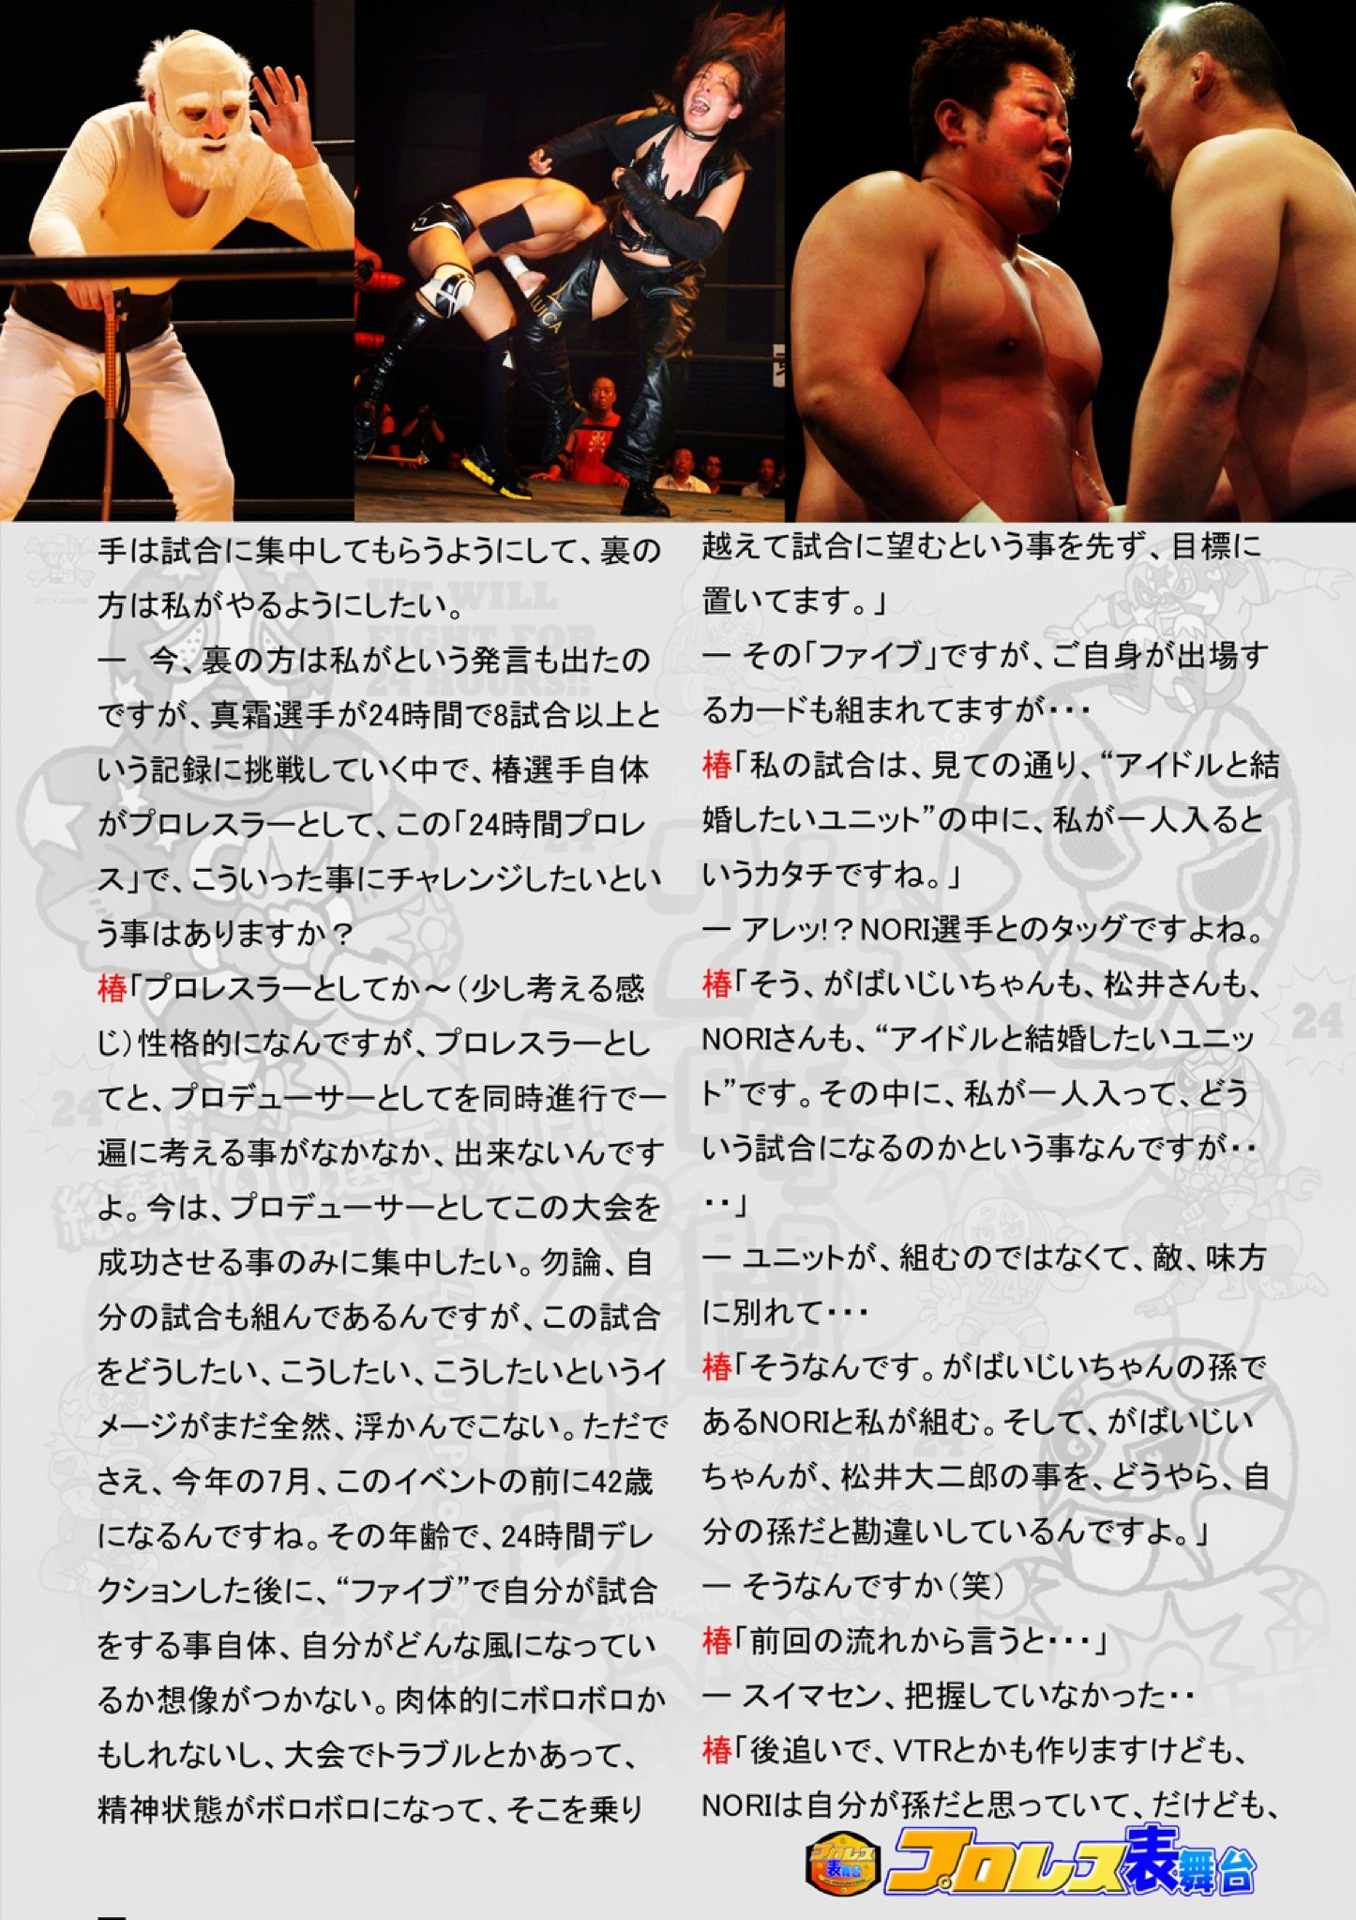 LUICA
手は試合に集中してもらうようにして、裏の
方は私がやるようにしたい。
― 今、裏の方は私がという発言も出たの
ですが、真霜選手が24時間で8試合以上と
いう記録に挑戦していく中で、椿選手自体
がプロレスラーとして、この「24時間プロレ
ス」で、こういった事にチャレンジしたいとい
う事はありますか？
椿「プロレスラーとしてか～（少し考える感
じ）性格的になんですが、プロレスラーとし
てと、プロデューサーとしてを同時進行で一
遍に考える事がなかなか、出来ないんです
よ。今は、プロデューサーとしてこの大会を
成功させる事のみに集中したい。勿論、自
分の試合も組んであるんですが、この試合
をどうしたい、こうしたい、こうしたいというイ
メージがまだ全然、浮かんでこない。ただで
さえ、今年の7月、このイベントの前に42歳
になるんですね。その年齢で、24時間デレ
クションした後に、“ファイブ”で自分が試合
をする事自体、自分がどんな風になってい
るか想像がつかない。肉体的にボロボロか
もしれないし、大会でトラブルとかあって、
精神状態がボロボロになって、そこを乗り
越えて試合に望むという事を先ず、目標に
置いてます。」
― その「ファイブ」ですが、ご自身が出場す
るカードも組まれてますが・・・
椿「私の試合は、見ての通り、“アイドルと結
婚したいユニット”の中に、私が一人入ると
いうカタチですね。」
― アレッ!？NORI選手とのタッグですよね。
椿「そう、がばいじいちゃんも、松井さんも、
NORIさんも、“アイドルと結婚したいユニッ
ト”です。その中に、私が一人入って、どう
いう試合になるのかという事なんですが・・
・・」
― ユニットが、組むのではなくて、敵、味方
に別れて・・・
椿「そうなんです。がばいじいちゃんの孫で
あるNORIと私が組む。そして、がばいじい
ちゃんが、松井大二郎の事を、どうやら、自
分の孫だと勘違いしているんですよ。」
― そうなんですか（笑）
椿「前回の流れから言うと・・・」
― スイマセン、把握していなかった・・
椿「後追いで、VTRとかも作りますけども、
NORIは自分が孫だと思っていて、だけども、
WE WILL
FIGHT FOR
24 HOURS!!
24
24
総勢100選手
プロレス表舞台
プロレス表舞台